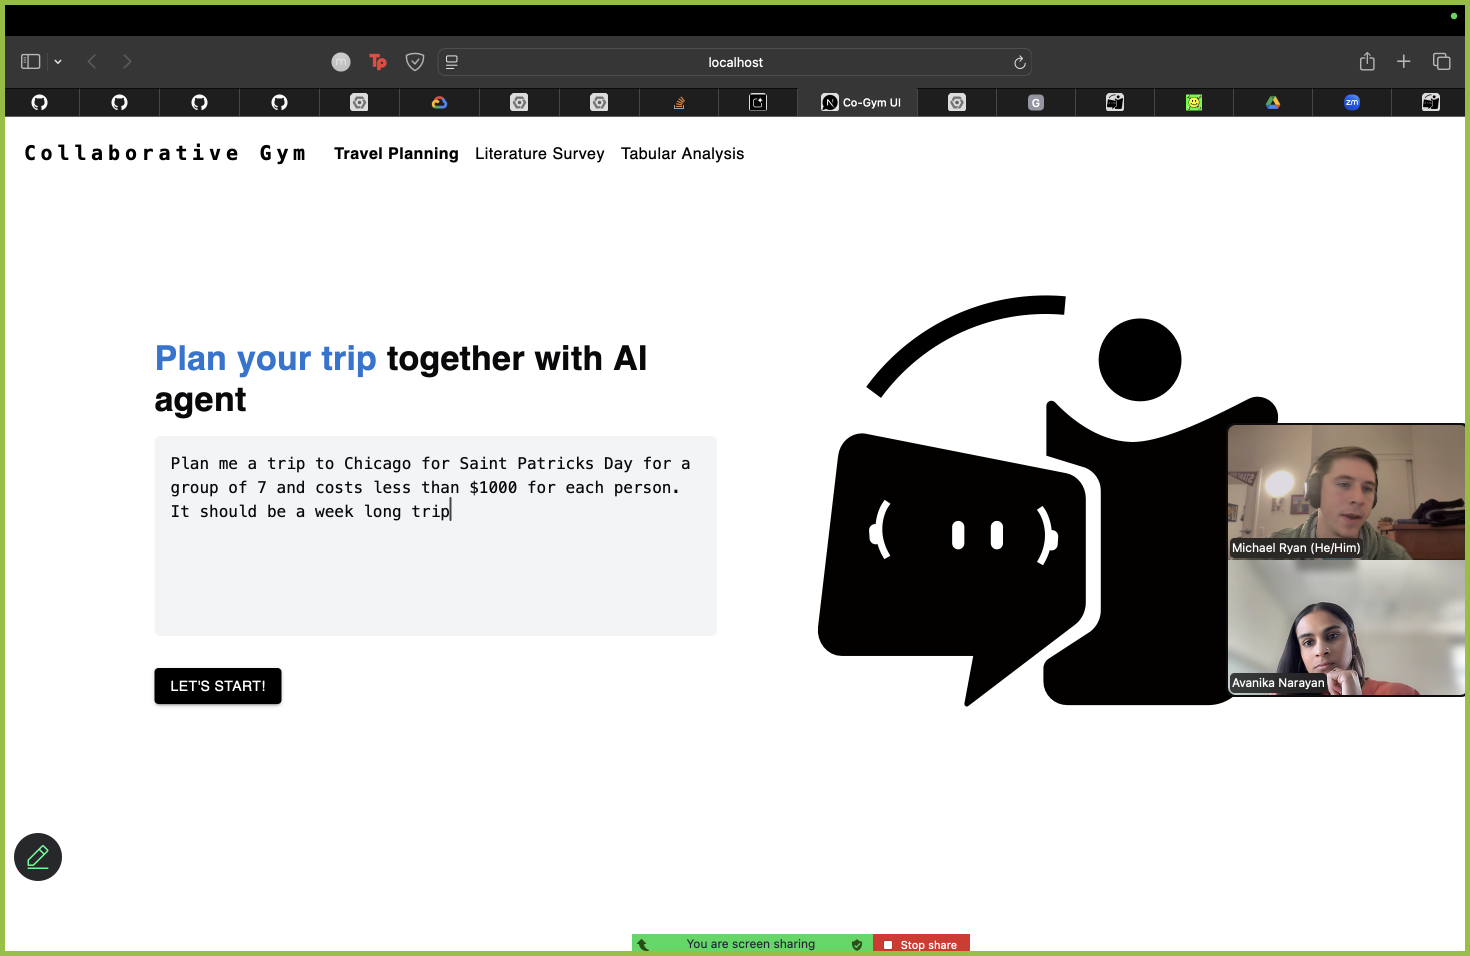 localhost
Co-Gym UI
G
zm
Tp
m
N
Collaborative Gym
Travel Planning
Literature Survey
Tabular Analysis
Plan your trip together with AI
agent
Plan me a trip to Chicago for Saint Patricks Day for a
group of 7 and costs less than $1000 for each person.
It should be a week long trip
LET'S START!
Michael Ryan (He/Him)
Avanika Narayan
You are screen sharing
Stop share